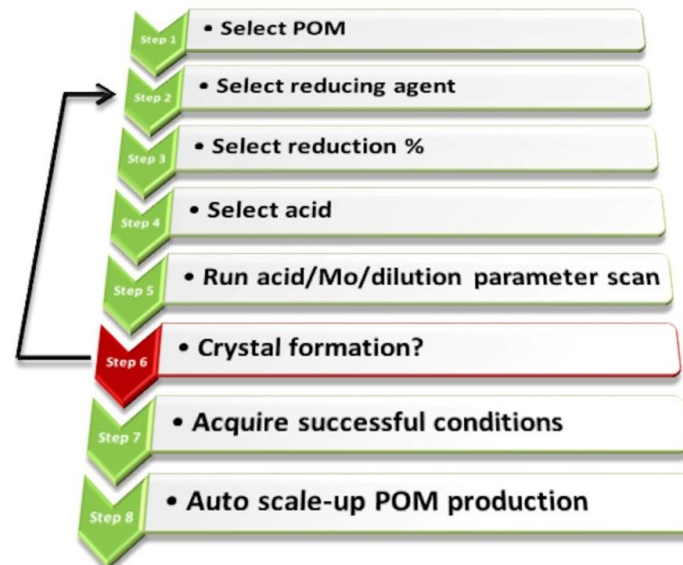 Step 1 • Select POM
Step 2 • Select reducing agent
Step 3 • Select reduction %
Step 4 • Select acid
Step 5 • Run acid/Mo/dilution parameter scan
Step 6 • Crystal formation?
Step 7 • Acquire successful conditions
Step 8 • Auto scale-up POM production